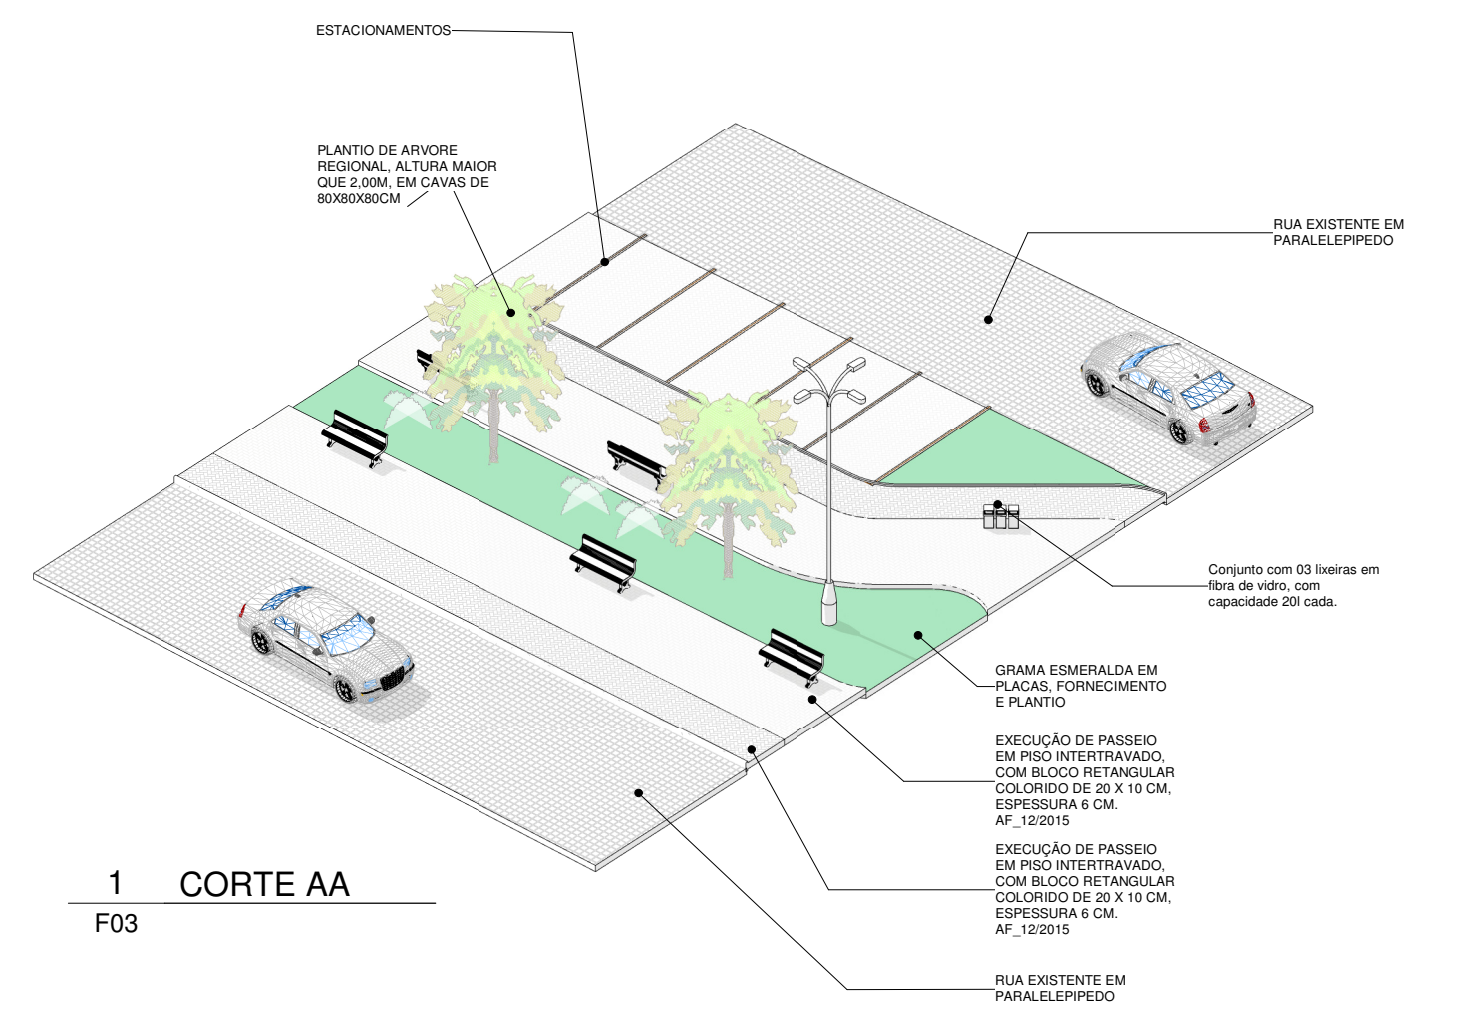 ESTACIONAMENTOS
PLANTIO DE ARVORE
REGIONAL, ALTURA MAIOR
QUE 2,00M, EM CAVAS DE
80X80X80CM
RUA EXISTENTE EM
PARALELEPIPEDO
Conjunto com 03 lixeiras em
fibra de vidro, com
capacidade 20l cada.
GRAMA ESMERALDA EM
PLACAS, FORNECIMENTO
E PLANTIO
EXECUÇÃO DE PASSEIO
EM PISO INTERTRAVADO,
COM BLOCO RETANGULAR
COLORIDO DE 20 X 10 CM,
ESPESSURA 6 CM.
AF_12/2015
EXECUÇÃO DE PASSEIO
EM PISO INTERTRAVADO,
COM BLOCO RETANGULAR
COLORIDO DE 20 X 10 CM,
ESPESSURA 6 CM.
AF_12/2015
RUA EXISTENTE EM
PARALELEPIPEDO
1 CORTE AA
F03